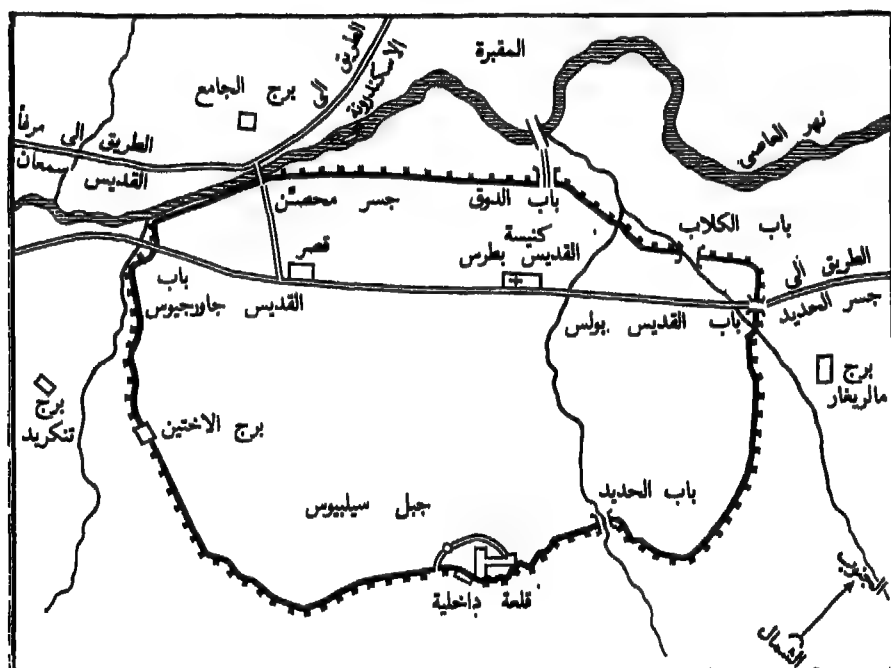 المقبرة
الطريق الى
الاسكندرونة
برج الجامع
الطريق الى مرفأ
القديس سمعان
نهر العاصي
جسر محصّن
باب الدوق
باب الكلاب
كنيسة
القديس بطرس
قصر
الطريق الى
جسر الحديد
باب
القديس جاورجيوس
باب القديس بولس
برج
مالريغار
برج
تنكريد
برج الاختين
باب الحديد
جبل سيلبيوس
قلعة داخلية
الجنوب
الشمال